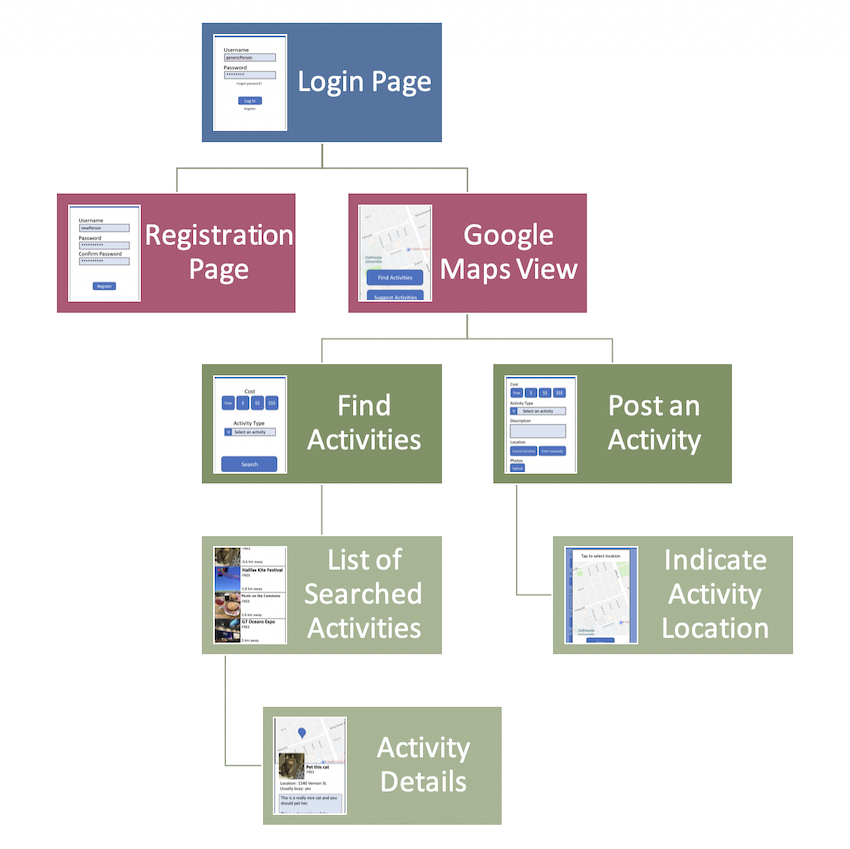 Username
genericPerson
Password
********
Forgot password?
Log In
Register
Login Page
Username
newPerson
Password
**********
Confirm Password
**********
Register
Registration
Page
Dalhousie
University
Find Activities
Suggest Activities
Google
Maps View
Cost
Free $ $$ $$$
Activity Type
V Select an activity
Search
Find
Activities
Cost
Free $ $$ $$$
Activity Type
V Select an activity
Description
Location
Current location Enter manually
Photos
Upload
Post an
Activity
FREE
0.6 km away
Halifax Kite Festival
FREE
1.8 km away
Picnic on the Commons
FREE
2.6 km away
G7 Oceans Expo
FREE
3 km away
List of
Searched
Activities
Tap to select location
Dalhousie
University
Indicate
Activity
Location
Pet this cat
FREE
Location: 1540 Vernon St.
Usually busy: yes
This is a really nice cat and you
should pet her.
Activity
Details